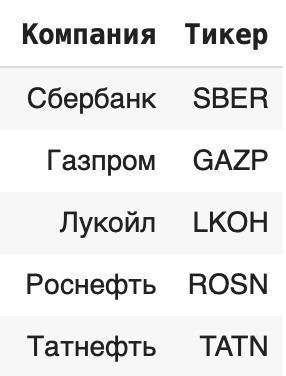 Компания Тикер
Сбербанк SBER
Газпром GAZP
Лукойл LKOH
Роснефть ROSN
Татнефть TATN